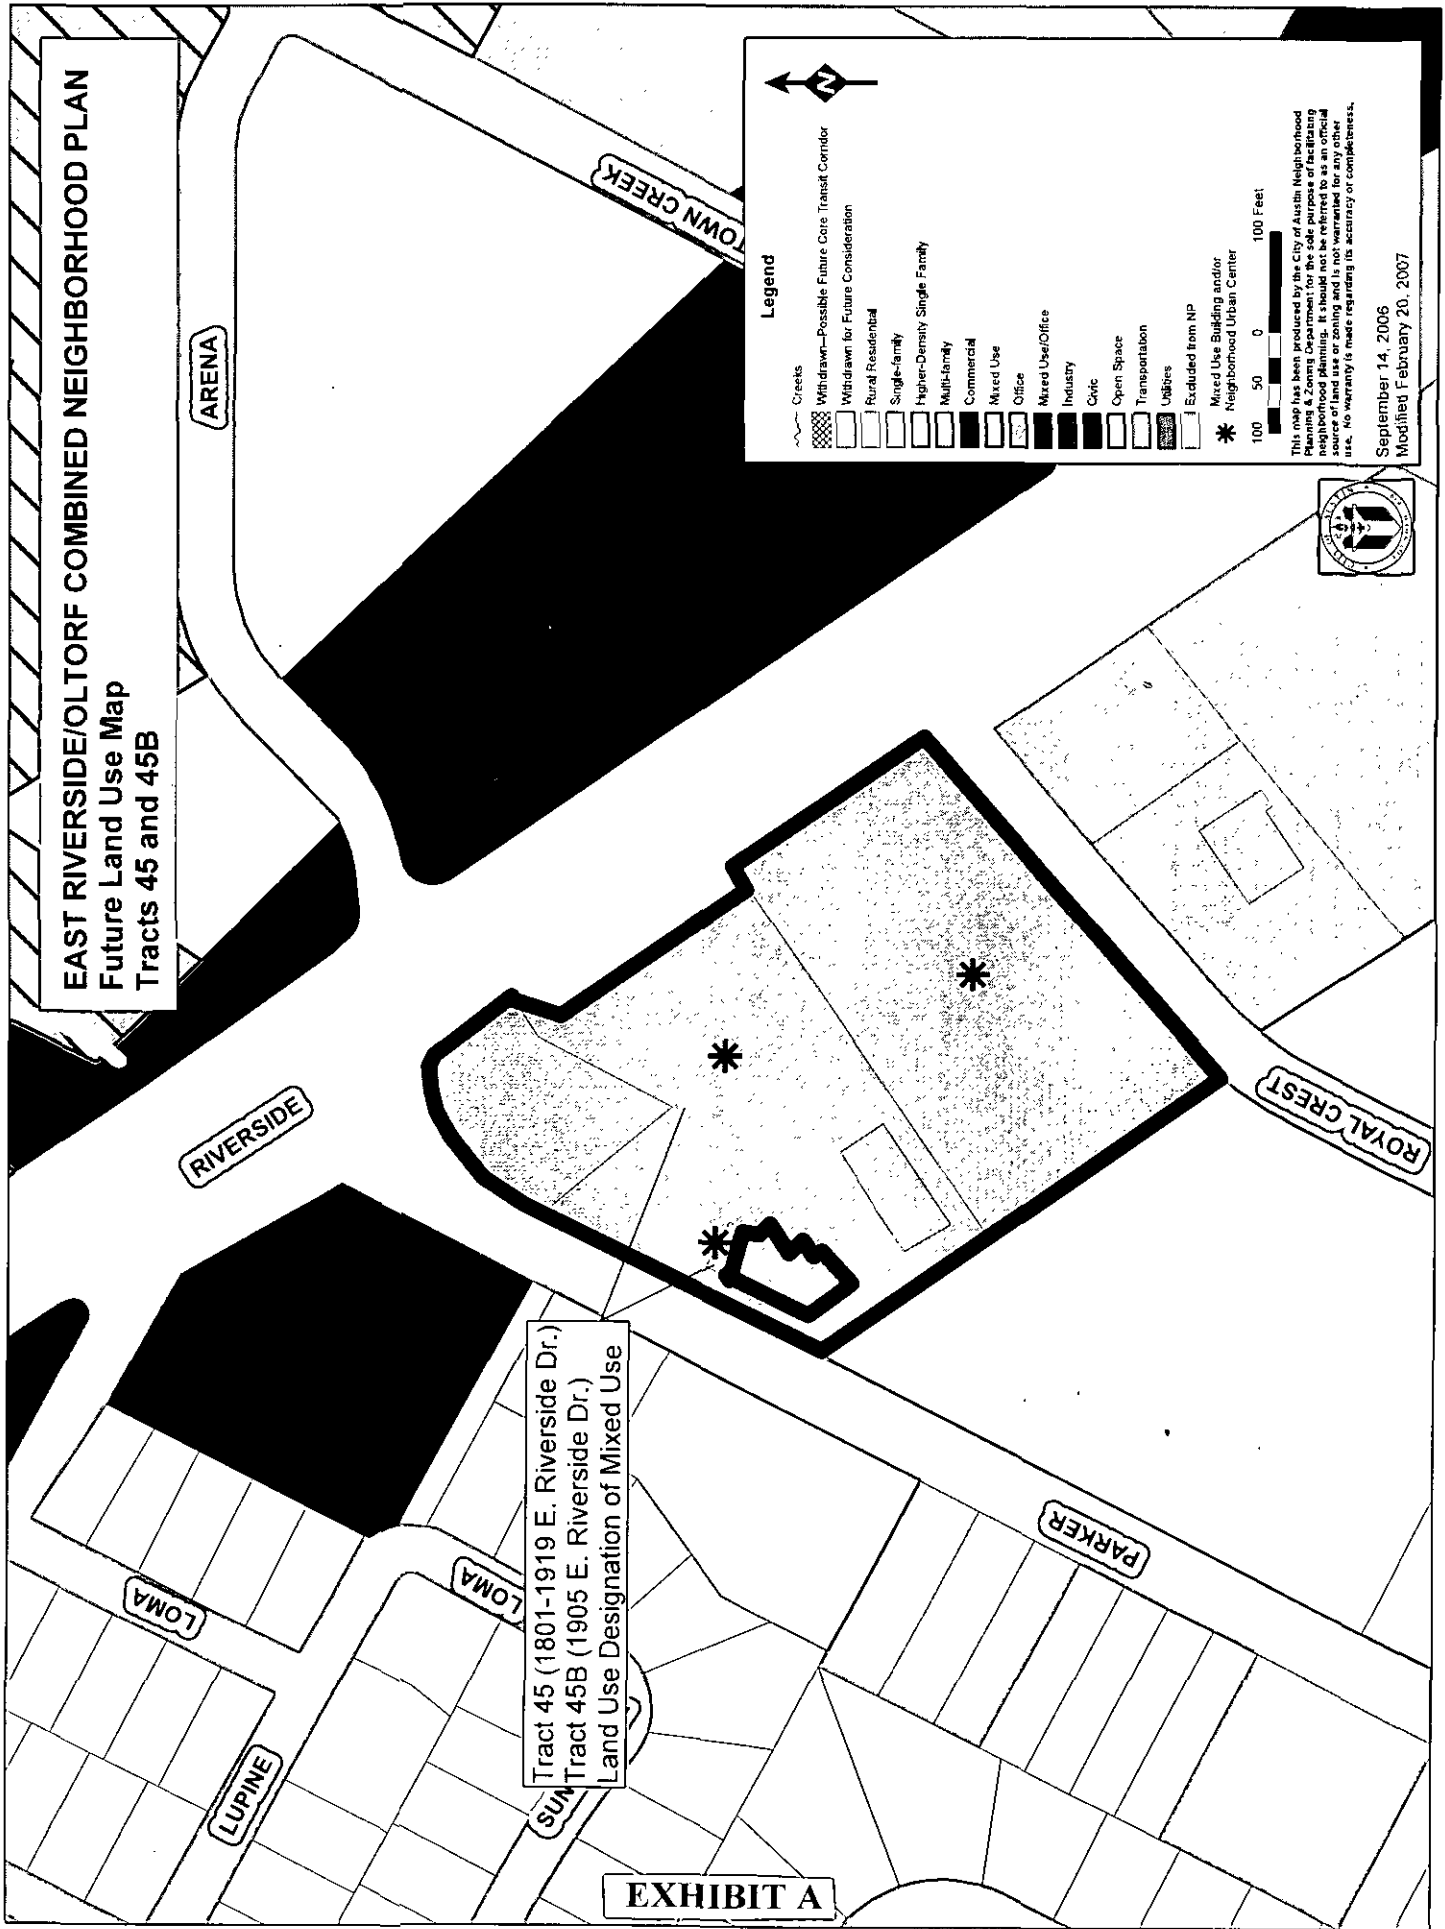 EAST RIVERSIDE/OLTORF COMBINED NEIGHBORHOOD PLAN
Future Land Use Map
Tracts 45 and 45B
ARENA
TOWN CREEK
RIVERSIDE
LOMA
LOMA
LUPINE
SUN
PARKER
ROYAL CREST
Tract 45 (1801-1919 E. Riverside Dr.)
Tract 45B (1905 E. Riverside Dr.)
Land Use Designation of Mixed Use
N
Legend
Creeks
Withdrawn--Possible Future Core Transit Corridor
Withdrawn for Future Consideration
Rural Residential
Single-family
Higher-Density Single Family
Multi-family
Commercial
Mixed Use
Office
Mixed Use/Office
Industry
Civic
Open Space
Transportation
Utilities
Excluded from NP
Mixed Use Building and/or
Neighborhood Urban Center
100 50 0 100 Feet
This map has been produced by the City of Austin Neighborhood
Planning & Zoning Department for the sole purpose of facilitating
neighborhood planning. It should not be referred to as an official
source of land use or zoning and is not warranted for any other
use. No warranty is made regarding its accuracy or completeness.
September 14, 2006
Modified February 20, 2007
EXHIBIT A